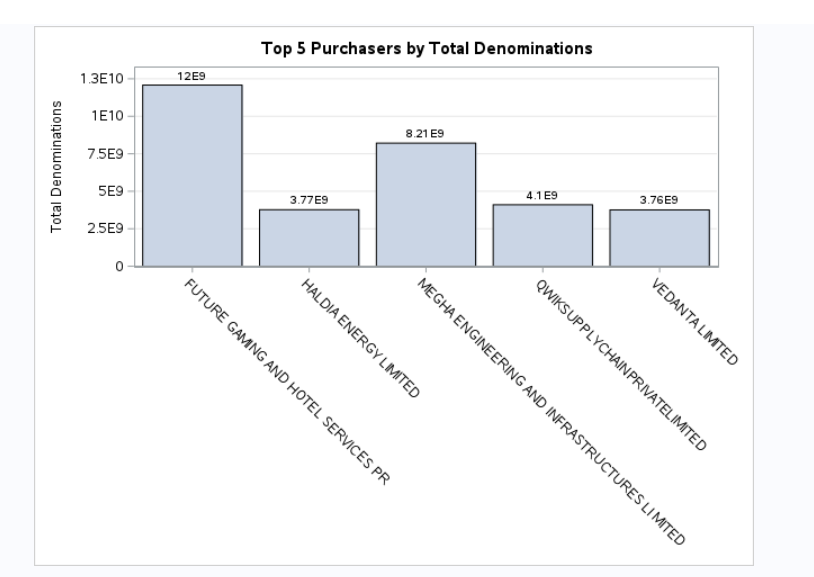 Top 5 Purchasers by Total Denominations
Total Denominations
1.3E10
1E10
7.5E9
5E9
2.5E9
0
12E9
3.77E9
8.21E9
4.1E9
3.76E9
FUTURE GAMING AND HOTEL SERVICES PR
HALDIA ENERGY LIMITED
MEGHA ENGINEERING AND INFRASTRUCTURES LIMITED
QWIKSUPPLYCHAINPRIVATELIMITED
VEDANTA LIMITED